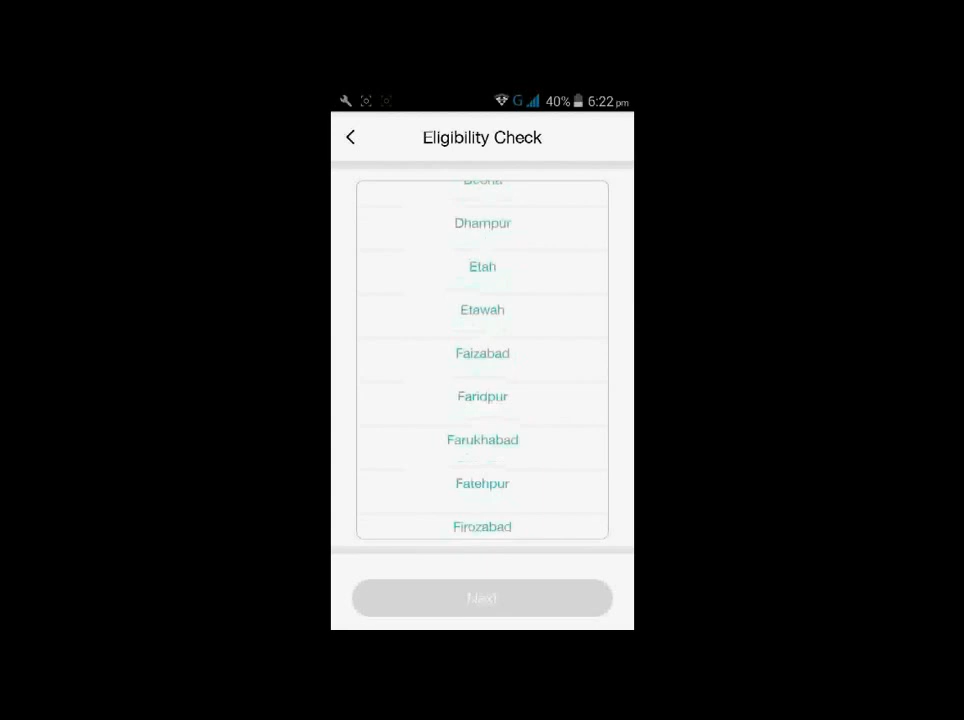 G 40% 6:22 pm
Eligibility Check
Dhampur
Etah
Etawah
Faizabad
Faridpur
Farukhabad
Fatehpur
Firozabad
Next